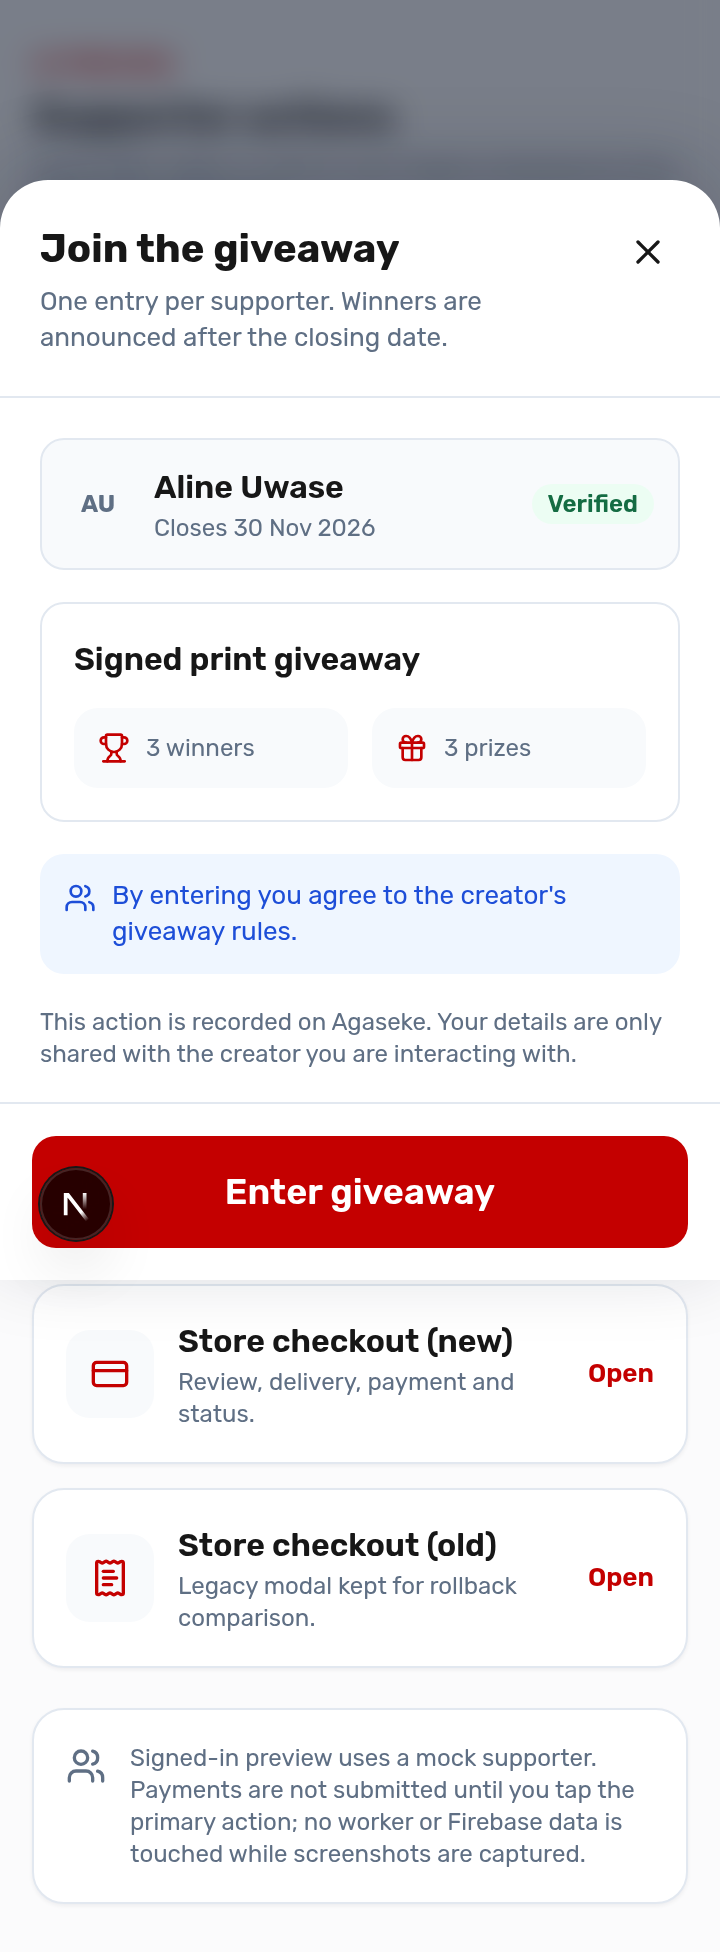 Join the giveaway
One entry per supporter. Winners are
announced after the closing date.
AU
Aline Uwase
Closes 30 Nov 2026
Verified
Signed print giveaway
3 winners
3 prizes
By entering you agree to the creator's
giveaway rules.
This action is recorded on Agaseke. Your details are only
shared with the creator you are interacting with.
N
Enter giveaway
Store checkout (new)
Review, delivery, payment and
status.
Open
Store checkout (old)
Legacy modal kept for rollback
comparison.
Open
Signed-in preview uses a mock supporter.
Payments are not submitted until you tap the
primary action; no worker or Firebase data is
touched while screenshots are captured.